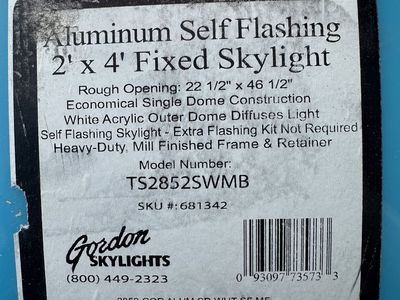 Aluminum Self Flashing
2' x 4' Fixed Skylight
Rough Opening: 22 1/2" x 46 1/2"
Economical Single Dome Construction
White Acrylic Outer Dome Diffuses Light
Self Flashing Skylight - Extra Flashing Kit Not Required
Heavy-Duty, Mill Finished Frame & Retainer
Model Number:
TS2852SWMB
SKU #: 681342
Gordon
SKYLIGHTS
(800) 449-2323
0 93097 73573 3